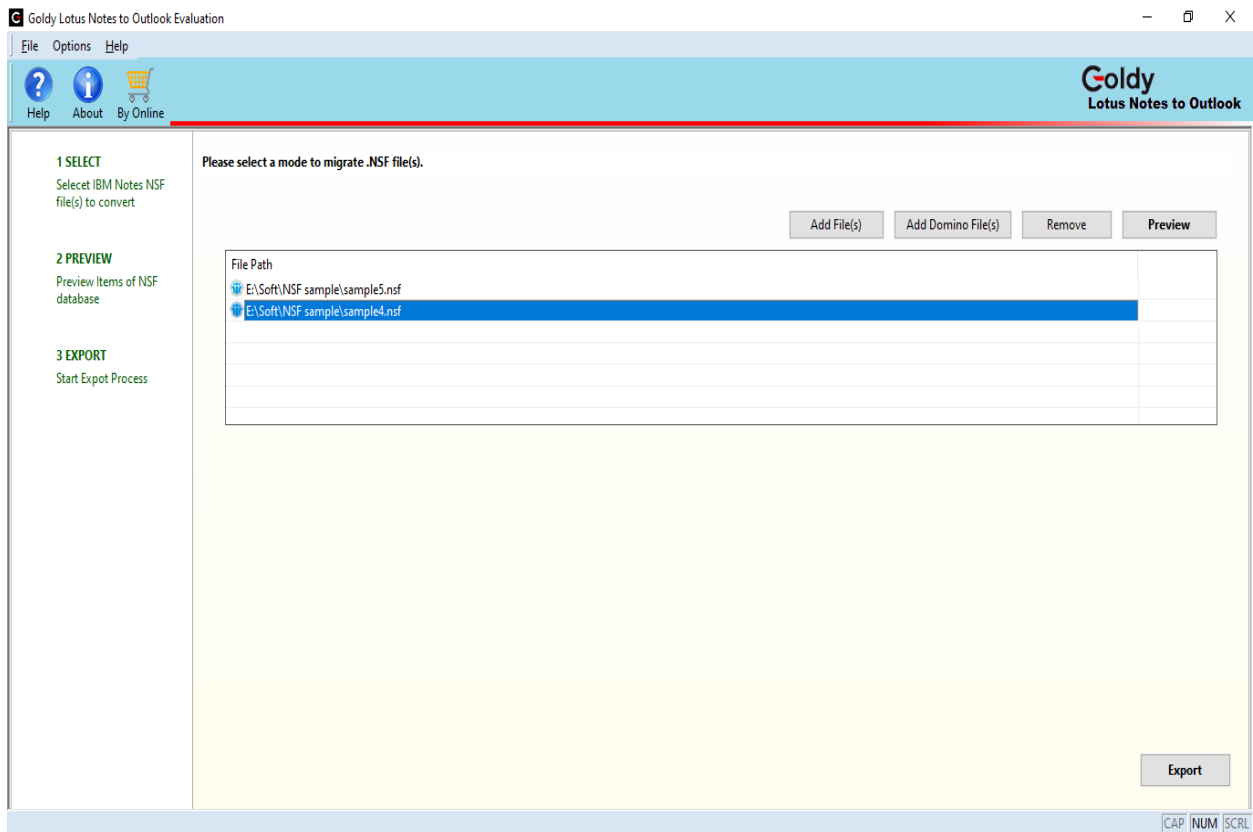 Goldy Lotus Notes to Outlook Evaluation
File Options Help
Help About By Online
Goldy
Lotus Notes to Outlook
1 SELECT
Selecet IBM Notes NSF
file(s) to convert
2 PREVIEW
Preview Items of NSF
database
3 EXPORT
Start Expot Process
Please select a mode to migrate .NSF file(s).
Add File(s) Add Domino File(s) Remove Preview
File Path
E:\Soft\NSF sample\sample5.nsf
E:\Soft\NSF sample\sample4.nsf
Export
CAP NUM SCRL